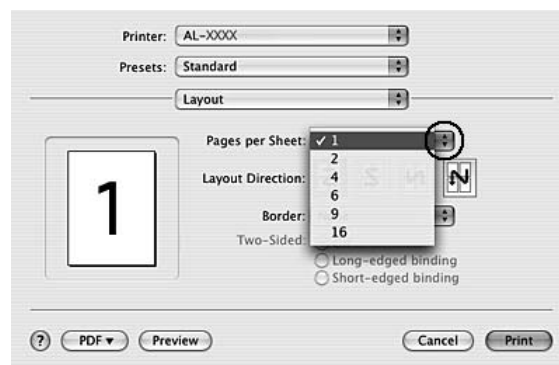 Printer: AL-XXXX
Presets: Standard
Layout
Pages per Sheet: ✓ 1
2
Layout Direction: 4
6
Border: 9
Two-Sided: 16
Long-edged binding
Short-edged binding
1
? PDF ▼ Preview Cancel Print